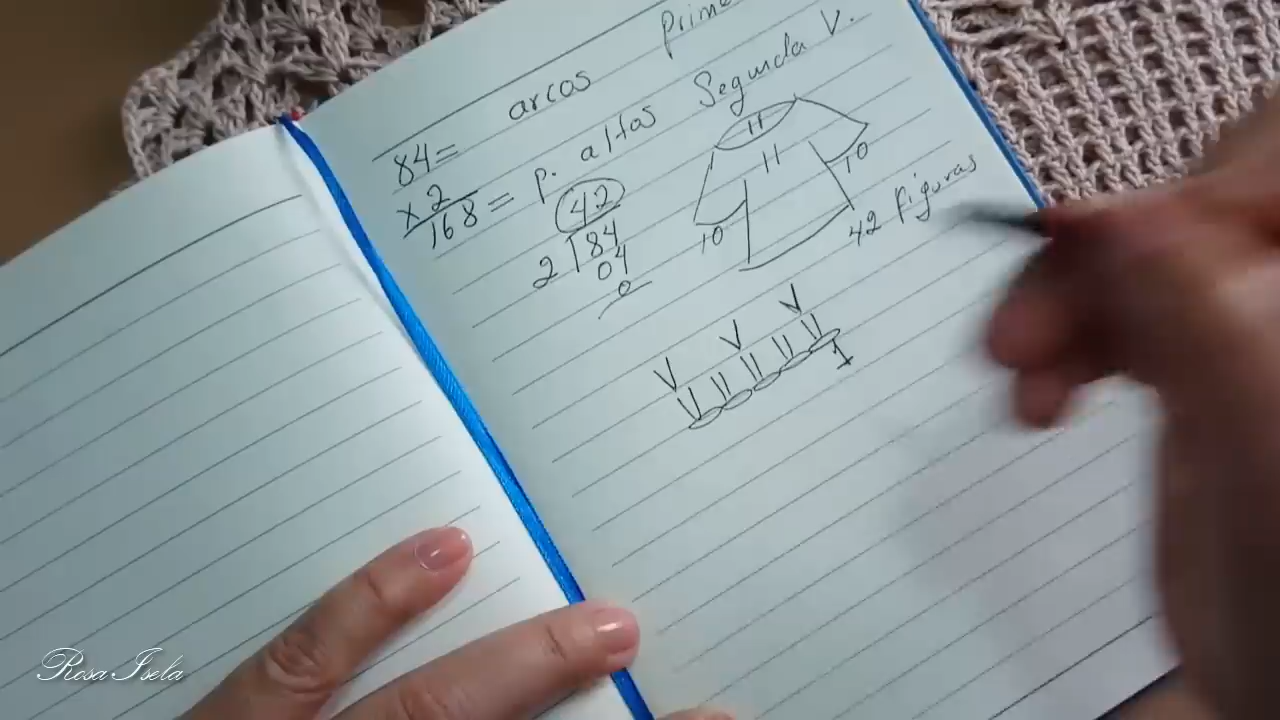 84= arcos Prime
×2
168 = p. altas Segunda V.
42
2 84
04
0
11
11
10
10
42 Figuras
V V V
1
Rosa Isela